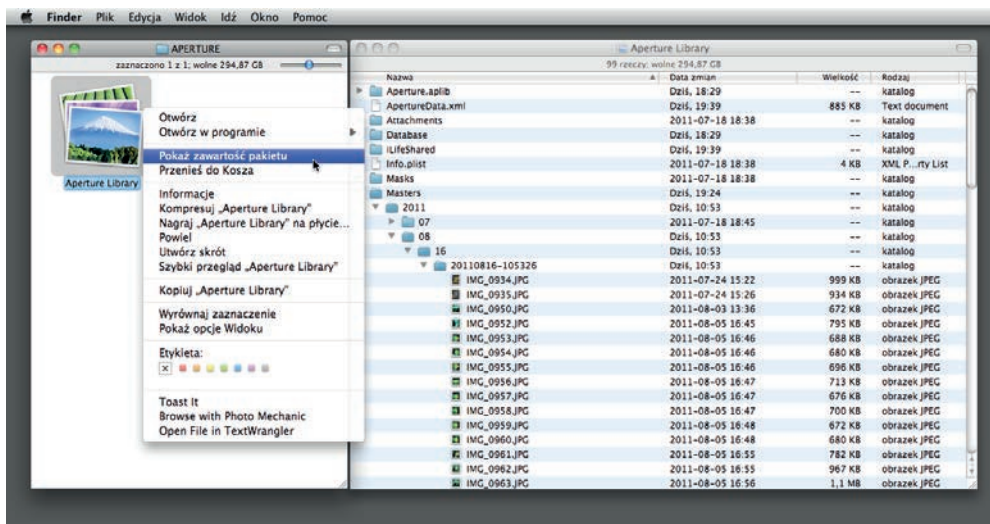 Finder Plik Edycja Widok Idź Okno Pomoc
APERTURE
zaznaczono 1 z 1; wolne 294,87 GB
Aperture Library
Otwórz
Otwórz w programie
Pokaż zawartość pakietu
Przenieś do Kosza
Informacje
Kompresuj „Aperture Library”
Nagraj „Aperture Library” na płycie...
Powiel
Utwórz skrót
Szybki przegląd „Aperture Library”
Kopiuj „Aperture Library”
Wyrównaj zaznaczenie
Pokaż opcje Widoku
Etykieta:
Toast It
Browse with Photo Mechanic
Open File in TextWrangler
Aperture Library
99 rzeczy; wolne 294,87 GB
Nazwa Data zmian Wielkość Rodzaj
Aperture.aplib Dziś, 18:29 -- katalog
ApertureData.xml Dziś, 19:39 885 KB Text document
Attachments 2011-07-18 18:38 -- katalog
Database Dziś, 18:29 -- katalog
iLifeShared Dziś, 19:39 -- katalog
Info.plist 2011-07-18 18:38 4 KB XML P...rty List
Masks 2011-07-18 18:38 -- katalog
Masters Dziś, 19:24 -- katalog
2011 Dziś, 10:53 -- katalog
07 2011-07-18 18:45 -- katalog
08 Dziś, 10:53 -- katalog
16 Dziś, 10:53 -- katalog
20110816-105326 Dziś, 10:53 -- katalog
IMG_0934.JPG 2011-07-24 15:22 999 KB obrazek JPEG
IMG_0935.JPG 2011-07-24 15:26 934 KB obrazek JPEG
IMG_0950.JPG 2011-08-03 13:36 672 KB obrazek JPEG
IMG_0952.JPG 2011-08-05 16:45 795 KB obrazek JPEG
IMG_0953.JPG 2011-08-05 16:46 688 KB obrazek JPEG
IMG_0954.JPG 2011-08-05 16:46 680 KB obrazek JPEG
IMG_0955.JPG 2011-08-05 16:46 696 KB obrazek JPEG
IMG_0956.JPG 2011-08-05 16:47 713 KB obrazek JPEG
IMG_0957.JPG 2011-08-05 16:47 676 KB obrazek JPEG
IMG_0958.JPG 2011-08-05 16:47 700 KB obrazek JPEG
IMG_0959.JPG 2011-08-05 16:48 672 KB obrazek JPEG
IMG_0960.JPG 2011-08-05 16:48 680 KB obrazek JPEG
IMG_0961.JPG 2011-08-05 16:55 782 KB obrazek JPEG
IMG_0962.JPG 2011-08-05 16:55 967 KB obrazek JPEG
IMG_0963.JPG 2011-08-05 16:56 1,1 MB obrazek JPEG